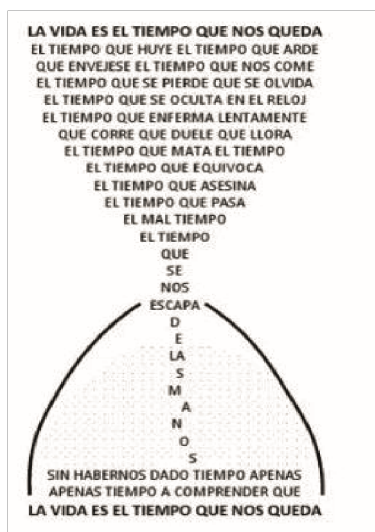 LA VIDA ES EL TIEMPO QUE NOS QUEDA
EL TIEMPO QUE HUYE EL TIEMPO QUE ARDE
QUE ENVEJESE EL TIEMPO QUE NOS COME
EL TIEMPO QUE SE PIERDE QUE SE OLVIDA
EL TIEMPO QUE SE OCULTA EN EL RELOJ
EL TIEMPO QUE ENFERMA LENTAMENTE
QUE CORRE QUE DUELE QUE LLORA
EL TIEMPO QUE MATA EL TIEMPO
EL TIEMPO QUE EQUIVOCA
EL TIEMPO QUE ASESINA
EL TIEMPO QUE PASA
EL MAL TIEMPO
EL TIEMPO
QUE
SE
NOS
ESCAPA
D
E
LA
S
M
A
N
O
S
SIN HABERNOS DADO TIEMPO APENAS
APENAS TIEMPO A COMPRENDER QUE
LA VIDA ES EL TIEMPO QUE NOS QUEDA